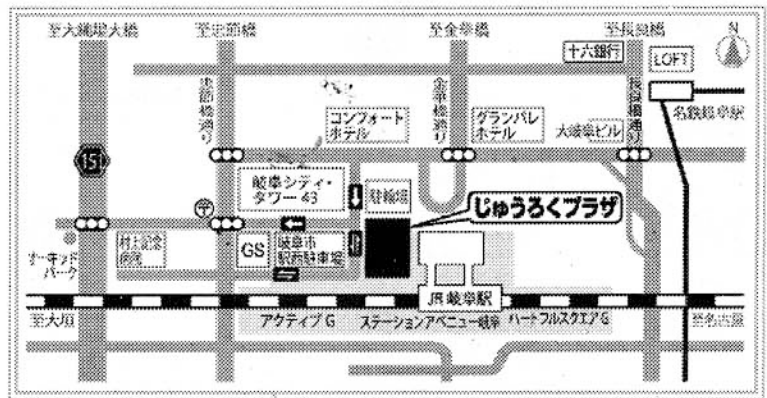 至大縄場大橋
至忠節橋
至金華橋
至長良橋
N
十六銀行
LOFT
忠節橋通り
金華橋通り
長良橋通り
名鉄岐阜駅
コンフォート
ホテル
グランパレ
ホテル
大岐阜ビル
151
岐阜シティ・
タワー43
駐輪場
じゅうろくプラザ
〒
村上記念
病院
GS
岐阜市
駅西駐車場
オーキッド
パーク
JR岐阜駅
至大垣
アクティブG
ステーションアベニュー岐阜
ハートフルスクエアG
至名古屋